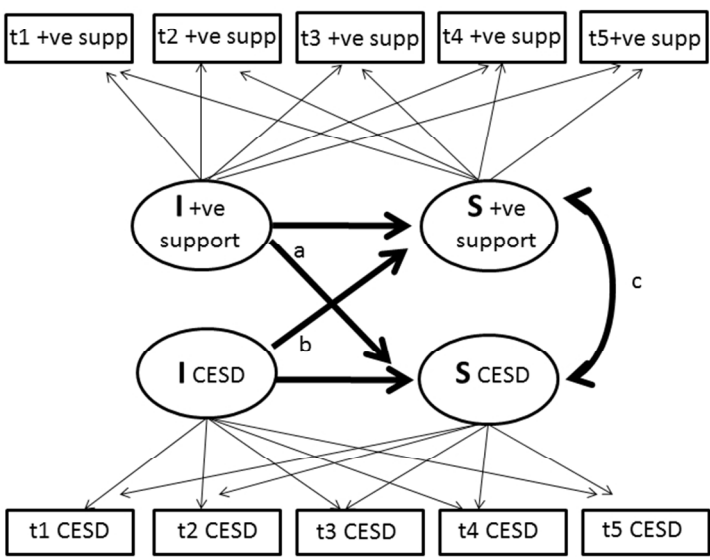 t1 +ve supp
t2 +ve supp
t3 +ve supp
t4 +ve supp
t5+ve supp
I +ve
support
S +ve
support
a
c
b
I CESD
S CESD
t1 CESD
t2 CESD
t3 CESD
t4 CESD
t5 CESD